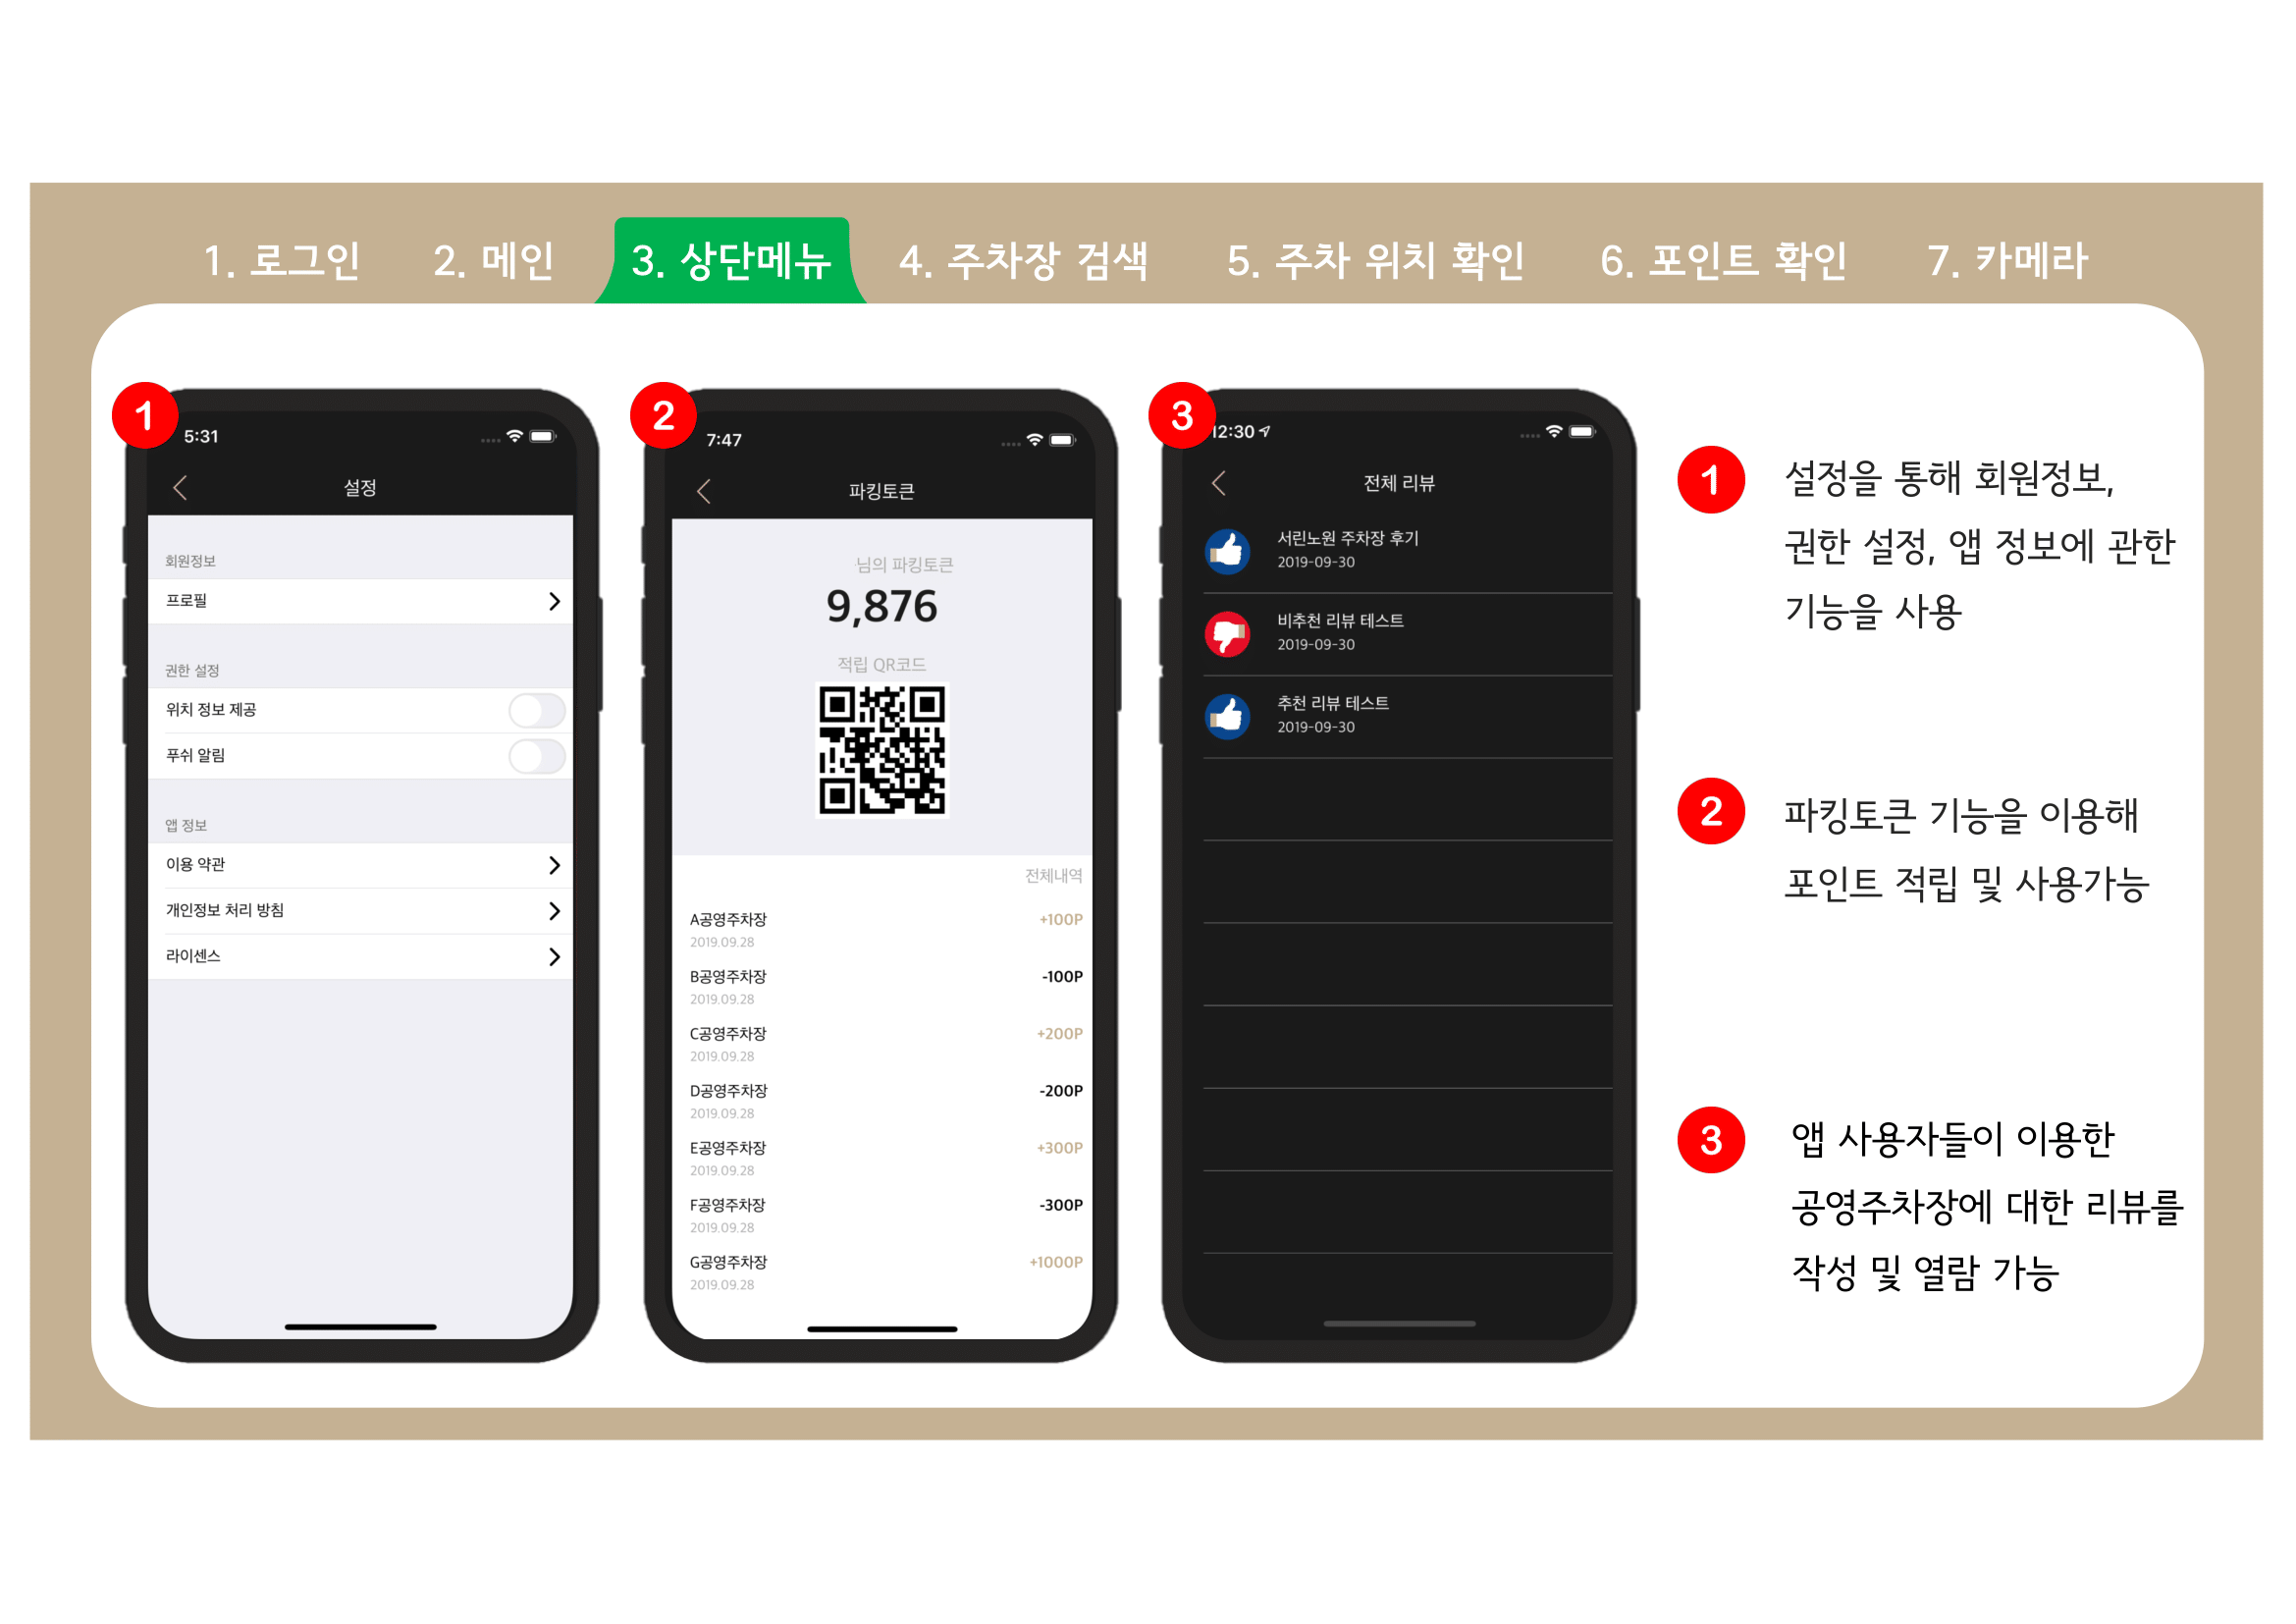 1. 로그인
2. 메인
3. 상단메뉴
4. 주차장 검색
5. 주차 위치 확인
6. 포인트 확인
7. 카메라
1
5:31
설정
회원정보
프로필
권한 설정
위치 정보 제공
푸쉬 알림
앱 정보
이용 약관
개인정보 처리 방침
라이센스
2
7:47
파킹토큰
님의 파킹토큰
9,876
적립 QR코드
전체내역
A공영주차장 +100P
2019.09.28
B공영주차장 -100P
2019.09.28
C공영주차장 +200P
2019.09.28
D공영주차장 -200P
2019.09.28
E공영주차장 +300P
2019.09.28
F공영주차장 -300P
2019.09.28
G공영주차장 +1000P
2019.09.28
3
12:30
전체 리뷰
서린노원 주차장 후기
2019-09-30
비추천 리뷰 테스트
2019-09-30
추천 리뷰 테스트
2019-09-30
1 설정을 통해 회원정보,
권한 설정, 앱 정보에 관한
기능을 사용
2 파킹토큰 기능을 이용해
포인트 적립 및 사용가능
3 앱 사용자들이 이용한
공영주차장에 대한 리뷰를
작성 및 열람 가능